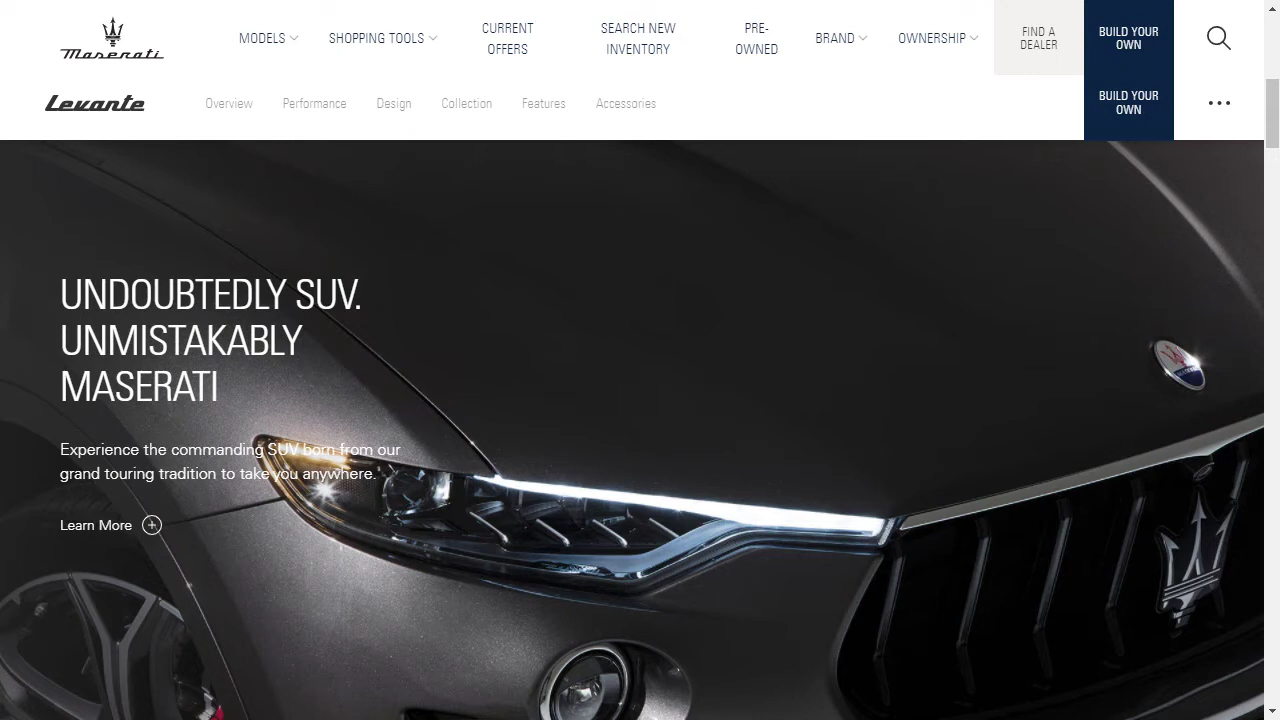 Maserati
MODELS
SHOPPING TOOLS
CURRENT
OFFERS
SEARCH NEW
INVENTORY
PRE-
OWNED
BRAND
OWNERSHIP
FIND A
DEALER
BUILD YOUR
OWN
Levante
Overview
Performance
Design
Collection
Features
Accessories
BUILD YOUR
OWN
UNDOUBTEDLY SUV.
UNMISTAKABLY
MASERATI
Experience the commanding SUV born from our
grand touring tradition to take you anywhere.
Learn More